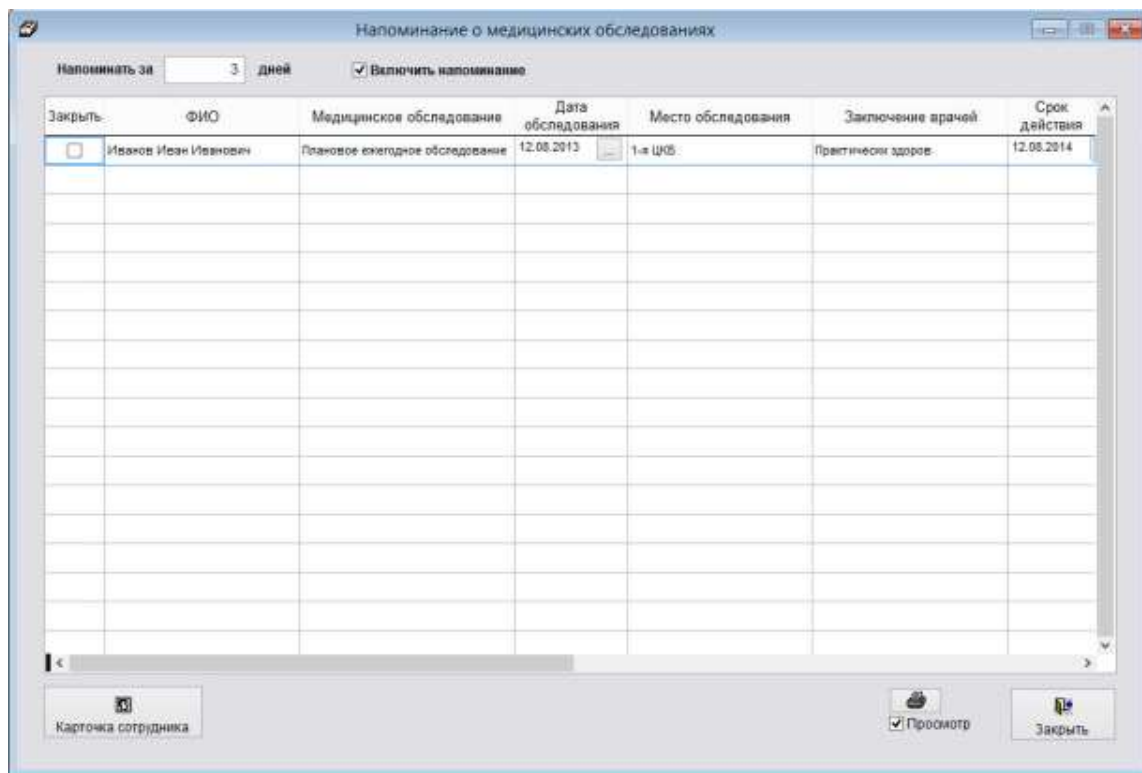 Напоминание о медицинских обследованиях
Напоминать за 3 дней Включить напоминание
Закрыть ФИО Медицинское обследование Дата обследования Место обследования Заключение врачей Срок действия
Иванов Иван Иванович Плановое ежегодное обследование 12.08.2013 ... 1-я ЦКБ Практически здоров 12.08.2014
Карточка сотрудника Просмотр Закрыть